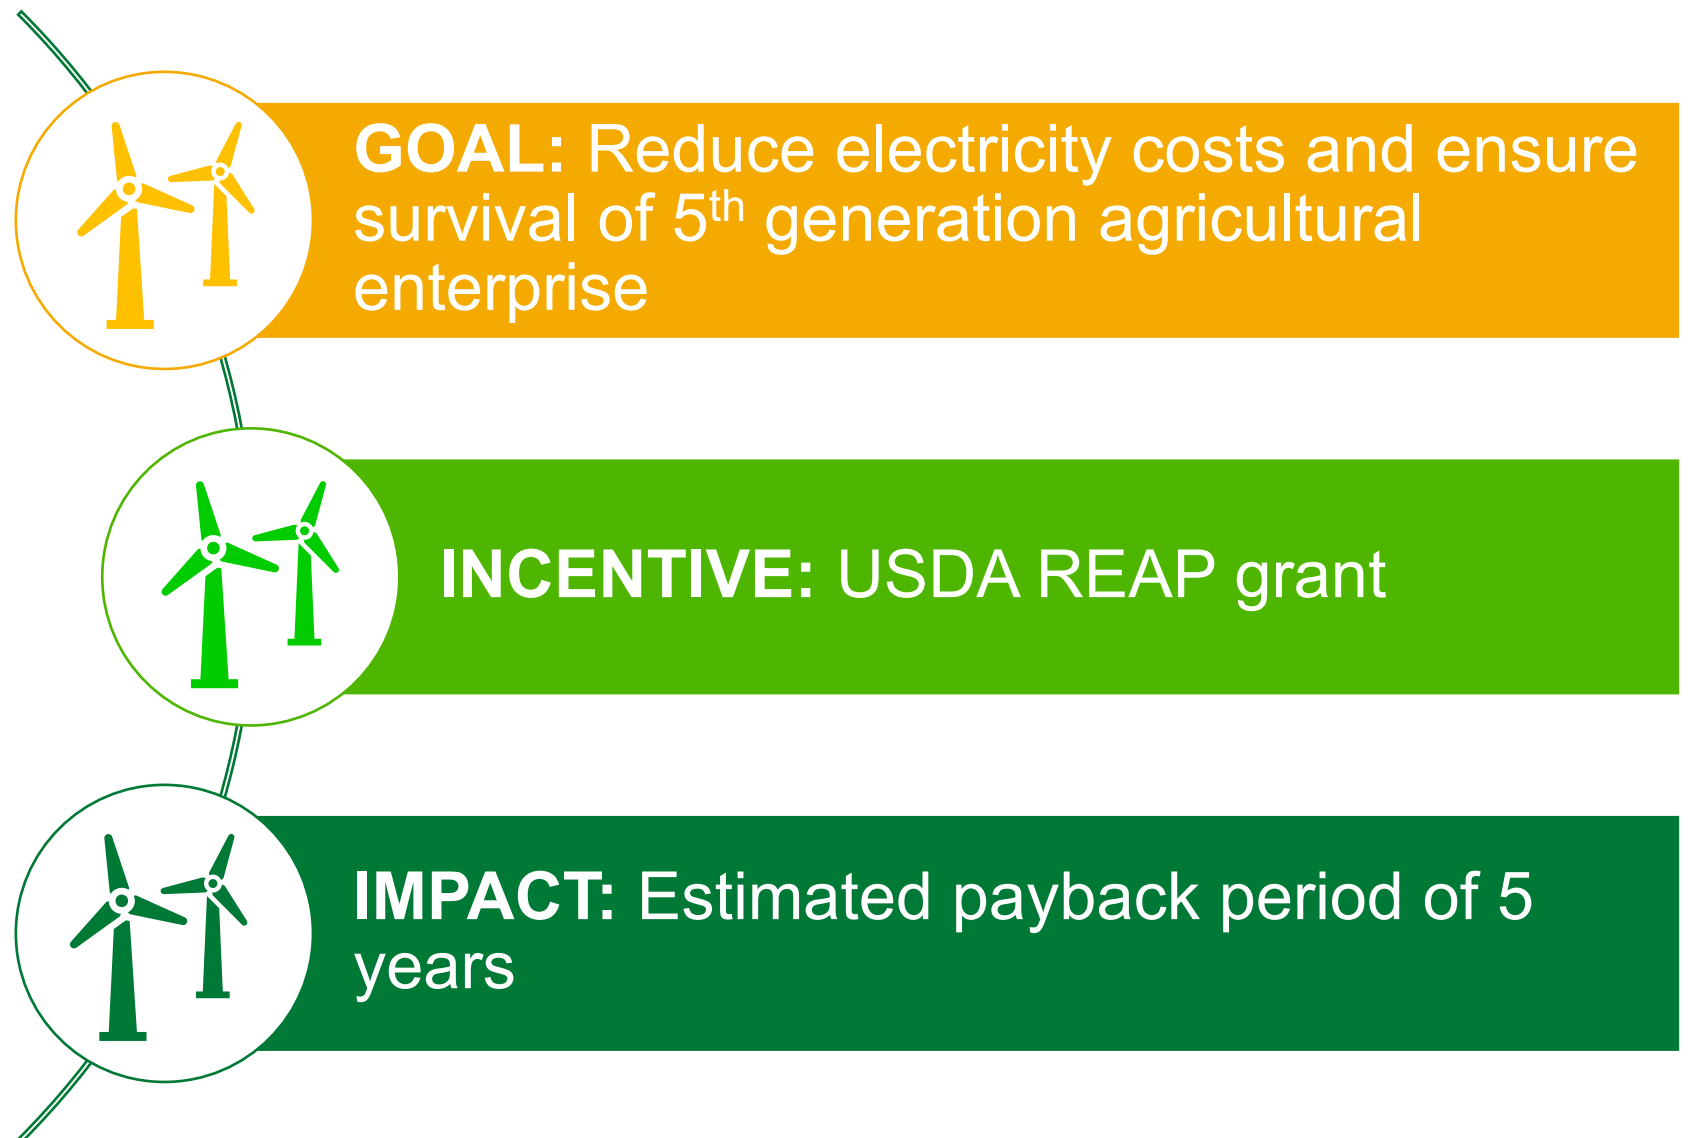 GOAL: Reduce electricity costs and ensure
survival of 5th generation agricultural
enterprise
INCENTIVE: USDA REAP grant
IMPACT: Estimated payback period of 5
years